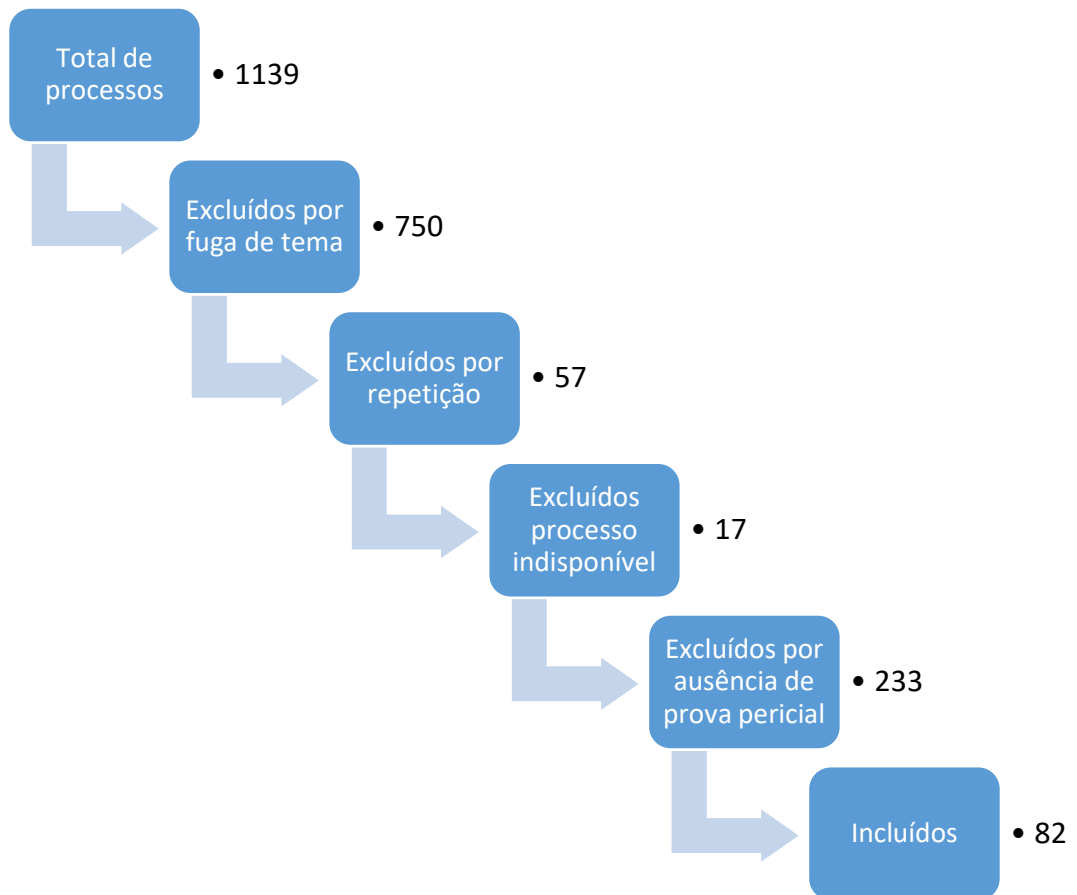 Total de
processos
• 1139
Excluídos por
fuga de tema
• 750
Excluídos por
repetição
• 57
Excluídos
processo
indisponível
• 17
Excluídos por
ausência de
prova pericial
• 233
Incluídos
• 82